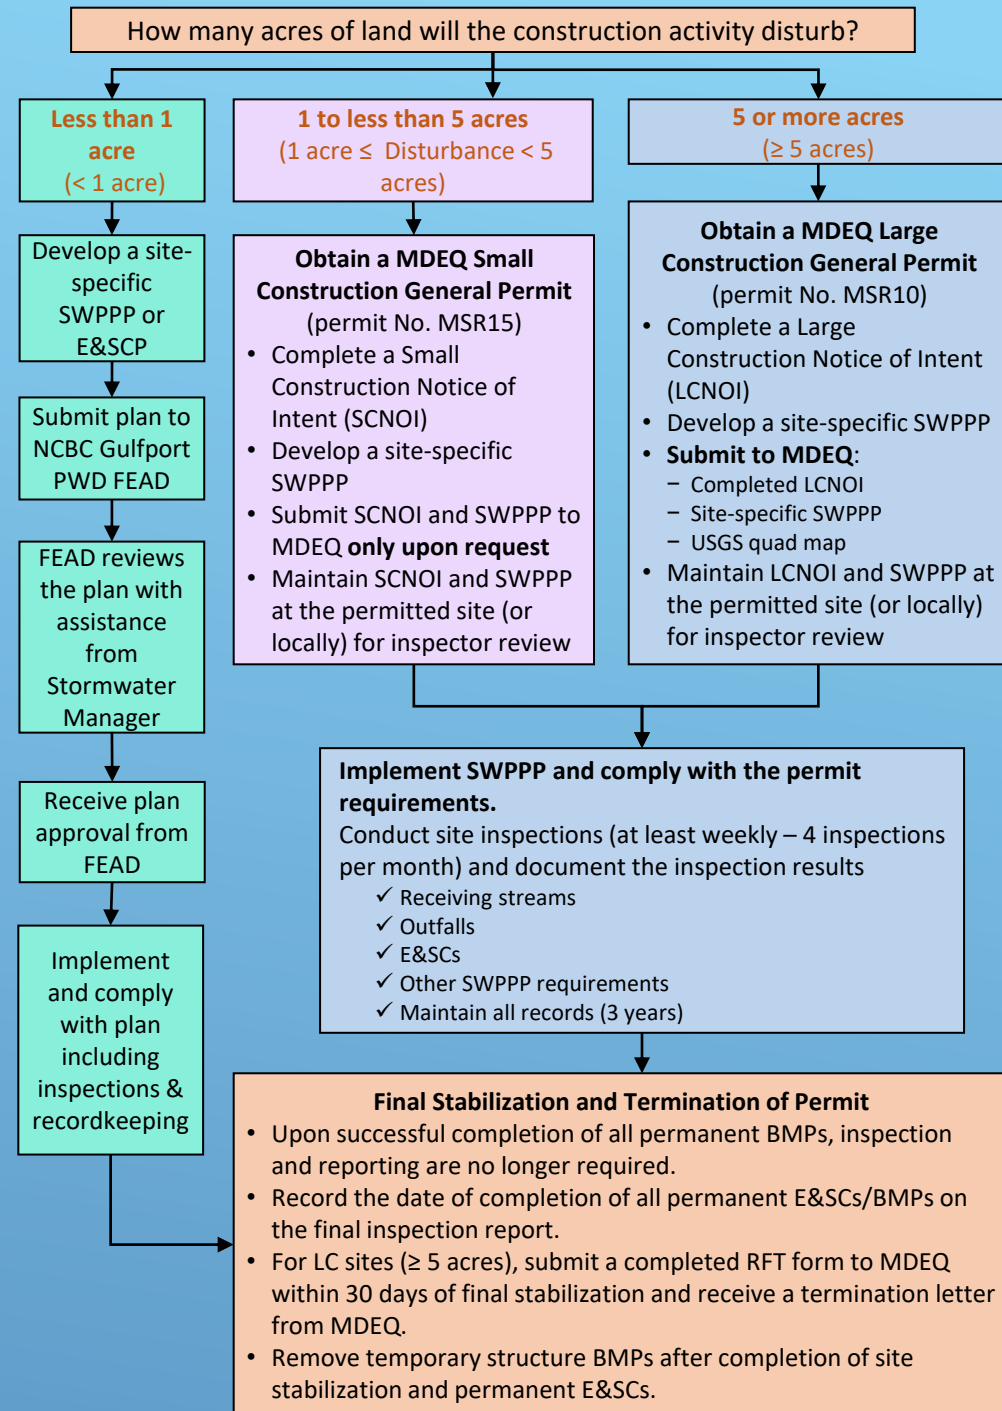 How many acres of land will the construction activity disturb?
Less than 1
acre
(< 1 acre)
Develop a site-
specific
SWPPP or
E&SCP
Submit plan to
NCBC Gulfport
PWD FEAD
FEAD reviews
the plan with
assistance
from
Stormwater
Manager
Receive plan
approval from
FEAD
Implement
and comply
with plan
including
inspections &
recordkeeping
1 to less than 5 acres
(1 acre ≤ Disturbance < 5
acres)
Obtain a MDEQ Small
Construction General Permit
(permit No. MSR15)
• Complete a Small
Construction Notice of
Intent (SCNOI)
• Develop a site-specific
SWPPP
• Submit SCNOI and SWPPP to
MDEQ only upon request
• Maintain SCNOI and SWPPP
at the permitted site (or
locally) for inspector review
5 or more acres
(≥ 5 acres)
Obtain a MDEQ Large
Construction General Permit
(permit No. MSR10)
• Complete a Large
Construction Notice of Intent
(LCNOI)
• Develop a site-specific SWPPP
• Submit to MDEQ:
− Completed LCNOI
− Site-specific SWPPP
− USGS quad map
• Maintain LCNOI and SWPPP at
the permitted site (or locally)
for inspector review
Implement SWPPP and comply with the permit
requirements.
Conduct site inspections (at least weekly – 4 inspections
per month) and document the inspection results
✓ Receiving streams
✓ Outfalls
✓ E&SCs
✓ Other SWPPP requirements
✓ Maintain all records (3 years)
Final Stabilization and Termination of Permit
• Upon successful completion of all permanent BMPs, inspection
and reporting are no longer required.
• Record the date of completion of all permanent E&SCs/BMPs on
the final inspection report.
• For LC sites (≥ 5 acres), submit a completed RFT form to MDEQ
within 30 days of final stabilization and receive a termination letter
from MDEQ.
• Remove temporary structure BMPs after completion of site
stabilization and permanent E&SCs.